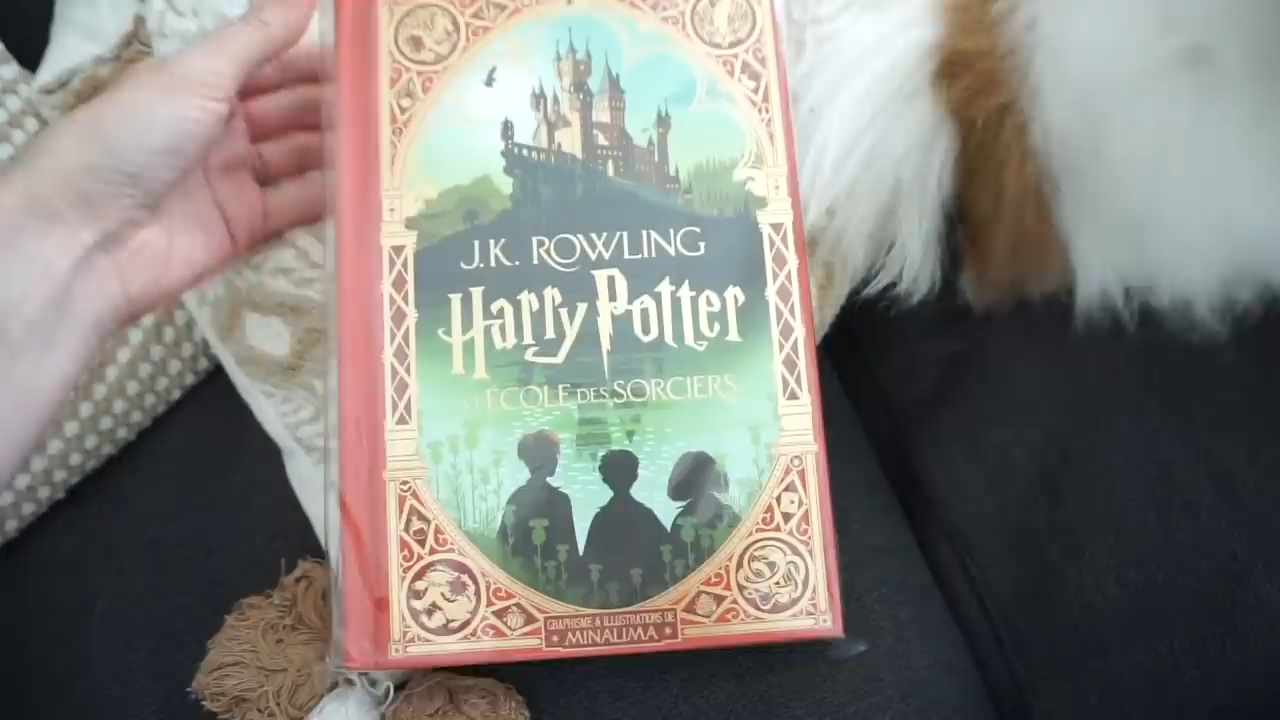 J.K. ROWLING
Harry Potter
À L'ÉCOLE DES SORCIERS
GRAPHISME & ILLUSTRATIONS DE
MINALIMA